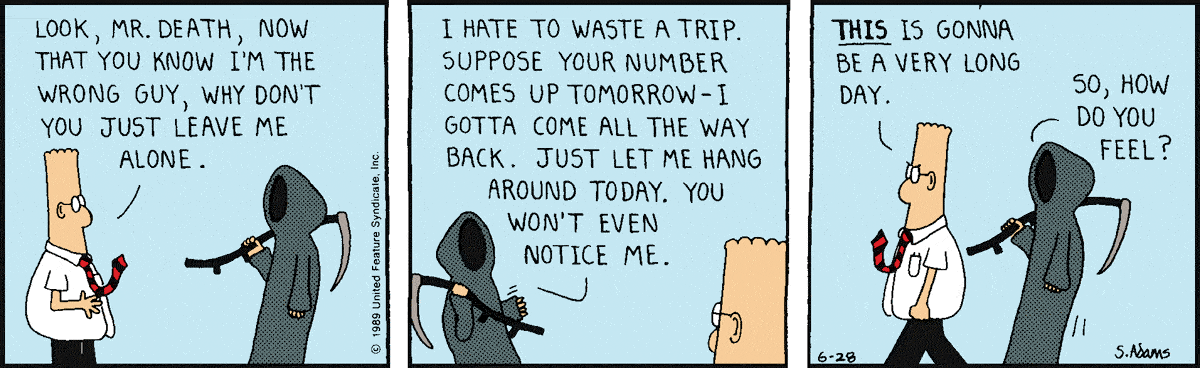 LOOK, MR. DEATH, NOW
THAT YOU KNOW I'M THE
WRONG GUY, WHY DON'T
YOU JUST LEAVE ME
ALONE.
© 1989 United Feature Syndicate, Inc.
I HATE TO WASTE A TRIP.
SUPPOSE YOUR NUMBER
COMES UP TOMORROW-I
GOTTA COME ALL THE WAY
BACK. JUST LET ME HANG
AROUND TODAY. YOU
WON'T EVEN
NOTICE ME.
THIS IS GONNA
BE A VERY LONG
DAY.
SO, HOW
DO YOU
FEEL?
6-28
S.Adams